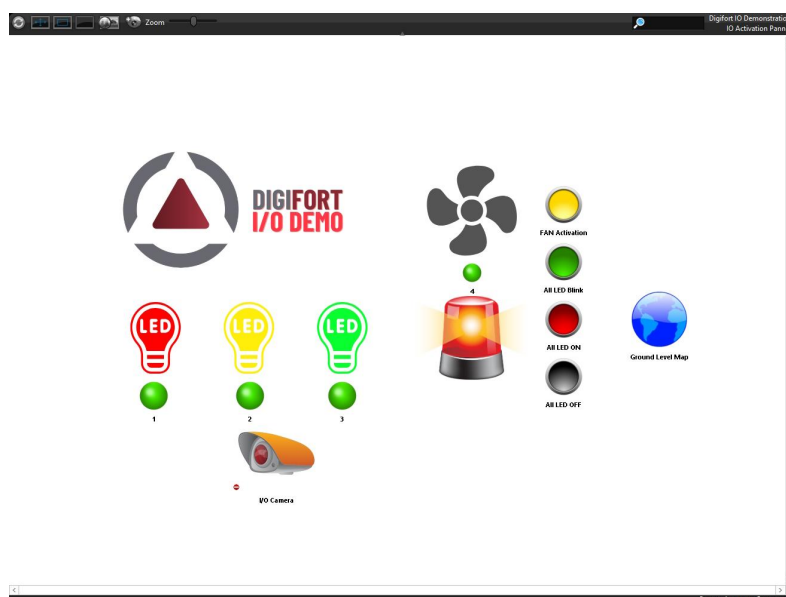 Zoom
Digifort IO Demonstratio
IO Activation Pann
DIGIFORT
I/O DEMO
FAN Activation
4
All LED Blink
LED
LED
LED
All LED ON
Ground Level Map
All LED OFF
1
2
3
I/O Camera